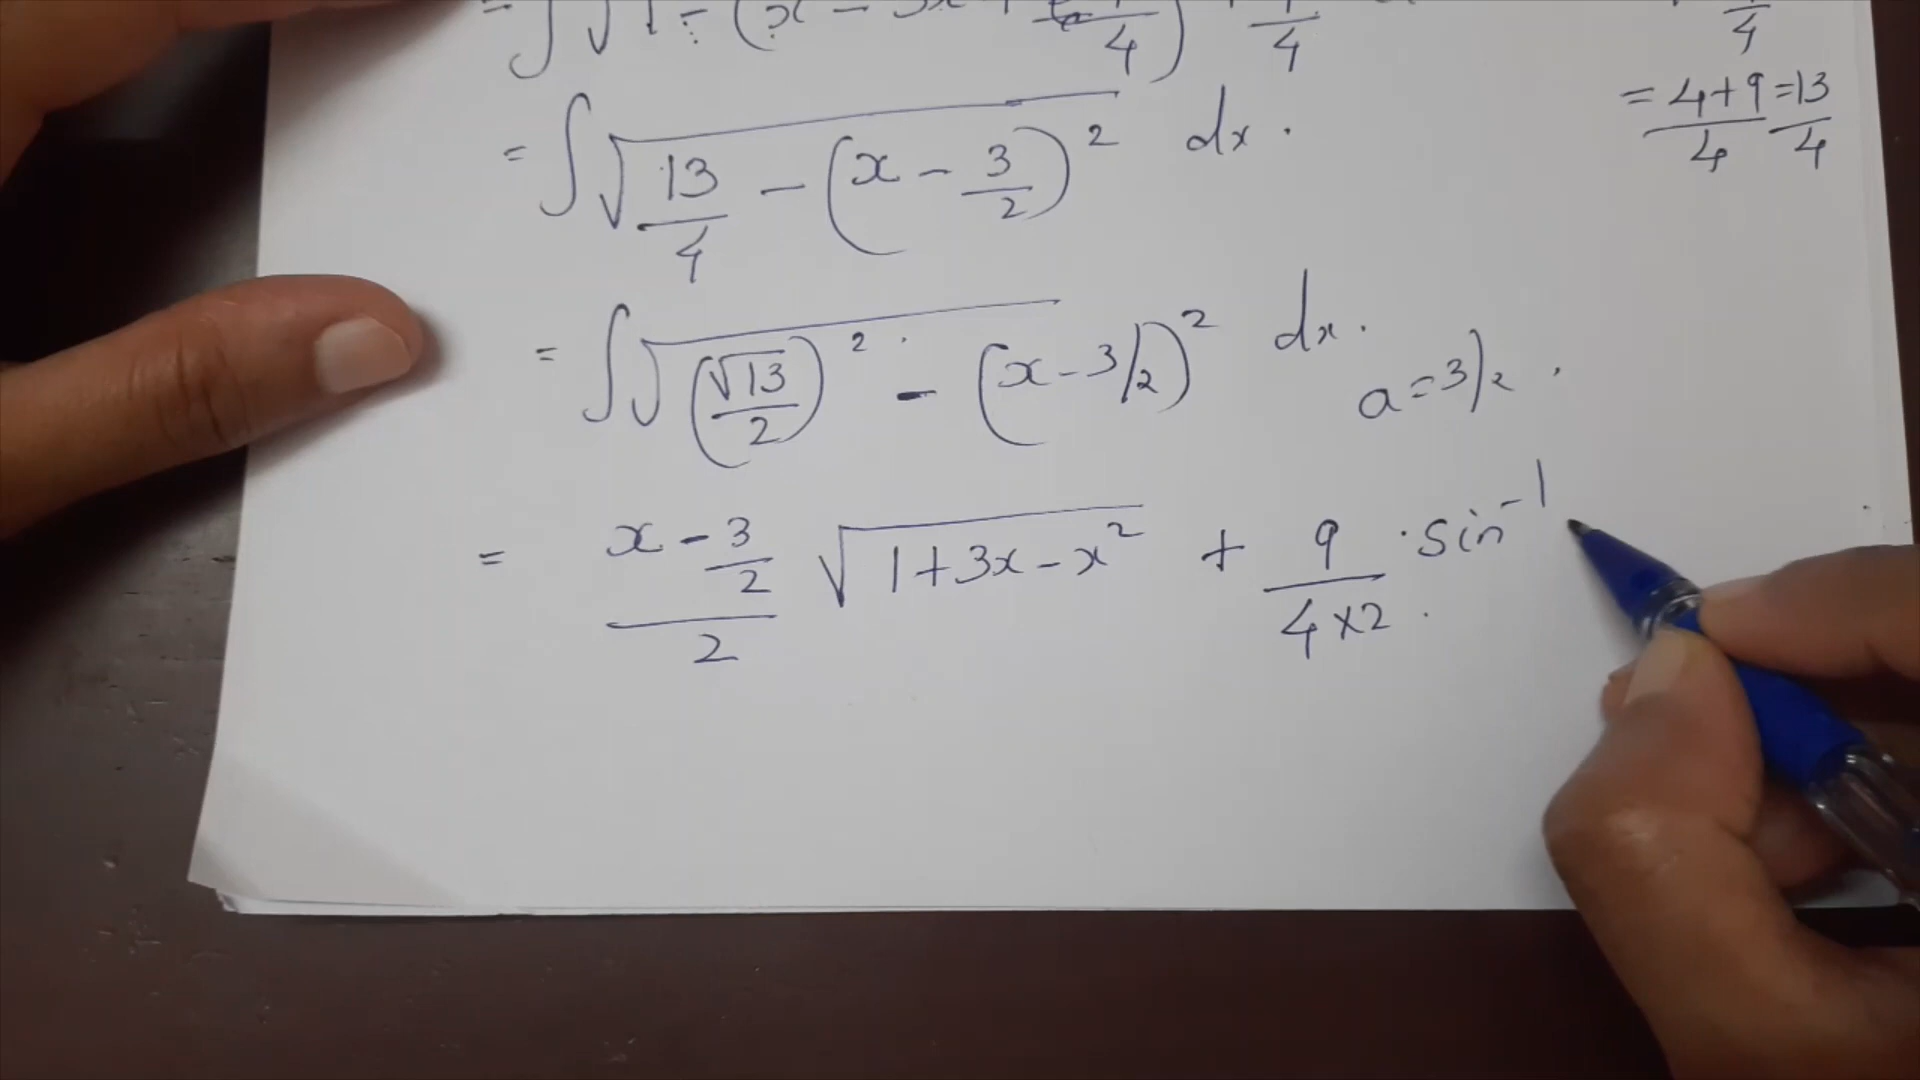 = ∫ √(13/4 − (x − 3/2)²) dx.
= 4+9/4 = 13/4
= ∫ √((√13/2)² − (x − 3/2)²) dx.
a = 3/2.
= (x − 3/2)/2 √(1+3x−x²) + 9/(4×2) · sin⁻¹